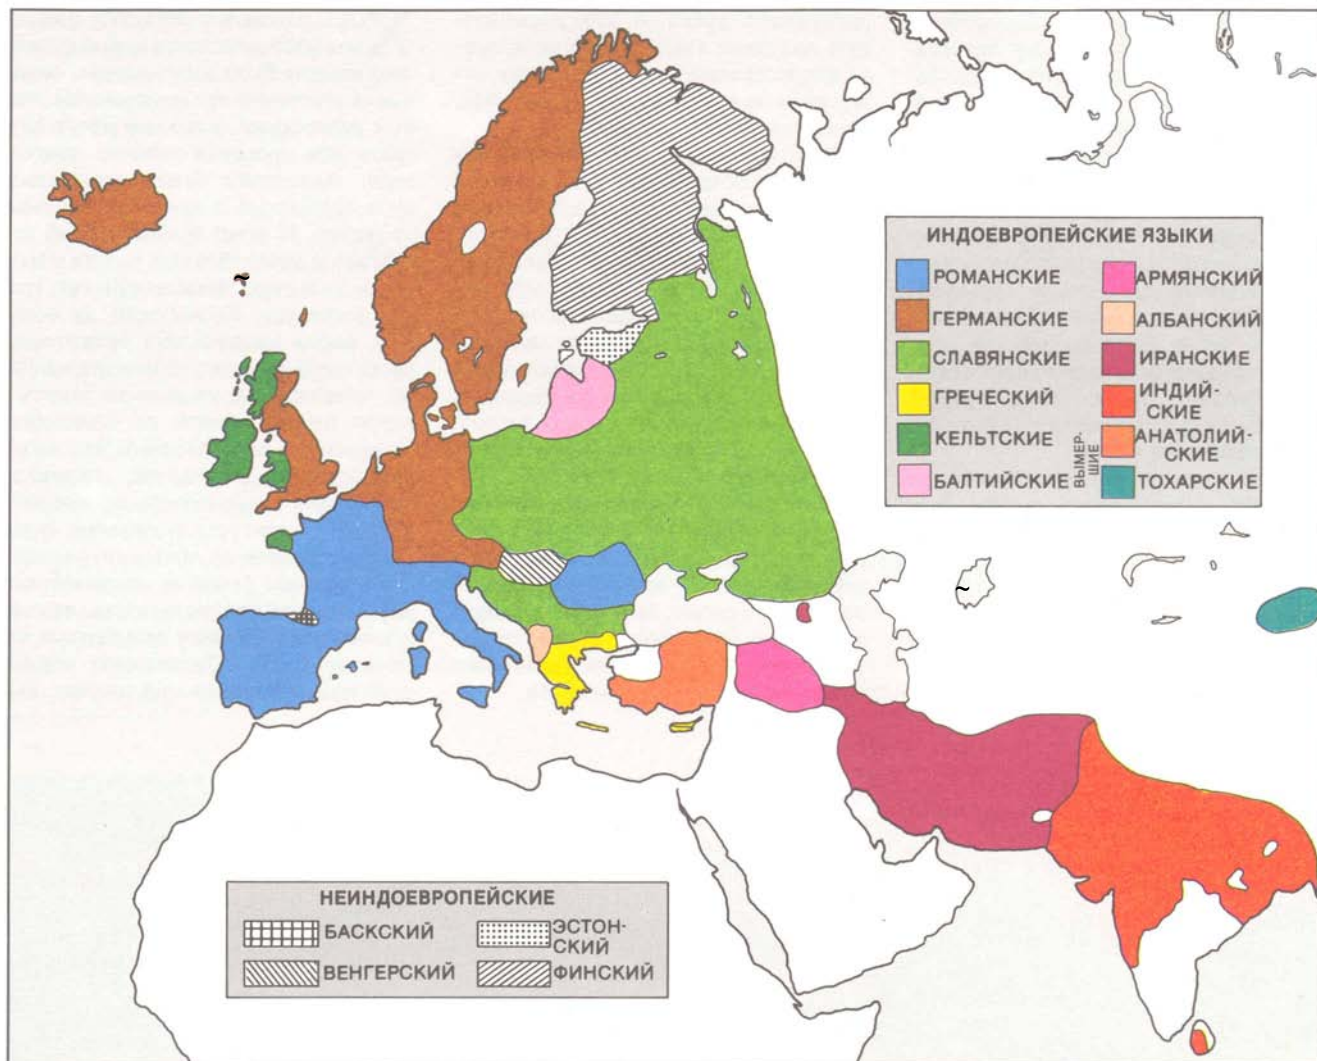 ИНДОЕВРОПЕЙСКИЕ ЯЗЫКИ
РОМАНСКИЕ
ГЕРМАНСКИЕ
СЛАВЯНСКИЕ
ГРЕЧЕСКИЙ
КЕЛЬТСКИЕ
БАЛТИЙСКИЕ
АРМЯНСКИЙ
АЛБАНСКИЙ
ИРАНСКИЕ
ИНДИЙ-
СКИЕ
ВЫМЕР-
ШИЕ
АНАТОЛИЙ-
СКИЕ
ТОХАРСКИЕ
НЕИНДОЕВРОПЕЙСКИЕ
БАСКСКИЙ
ВЕНГЕРСКИЙ
ЭСТОН-
СКИЙ
ФИНСКИЙ